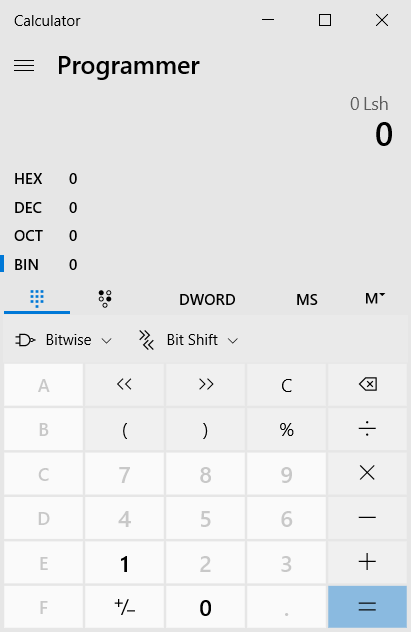 Calculator
Programmer
0 Lsh
0
HEX 0
DEC 0
OCT 0
BIN 0
DWORD MS M
Bitwise Bit Shift
A << >> C
B ( ) % ÷
C 7 8 9 ×
D 4 5 6 −
E 1 2 3 +
F +/− 0 . =